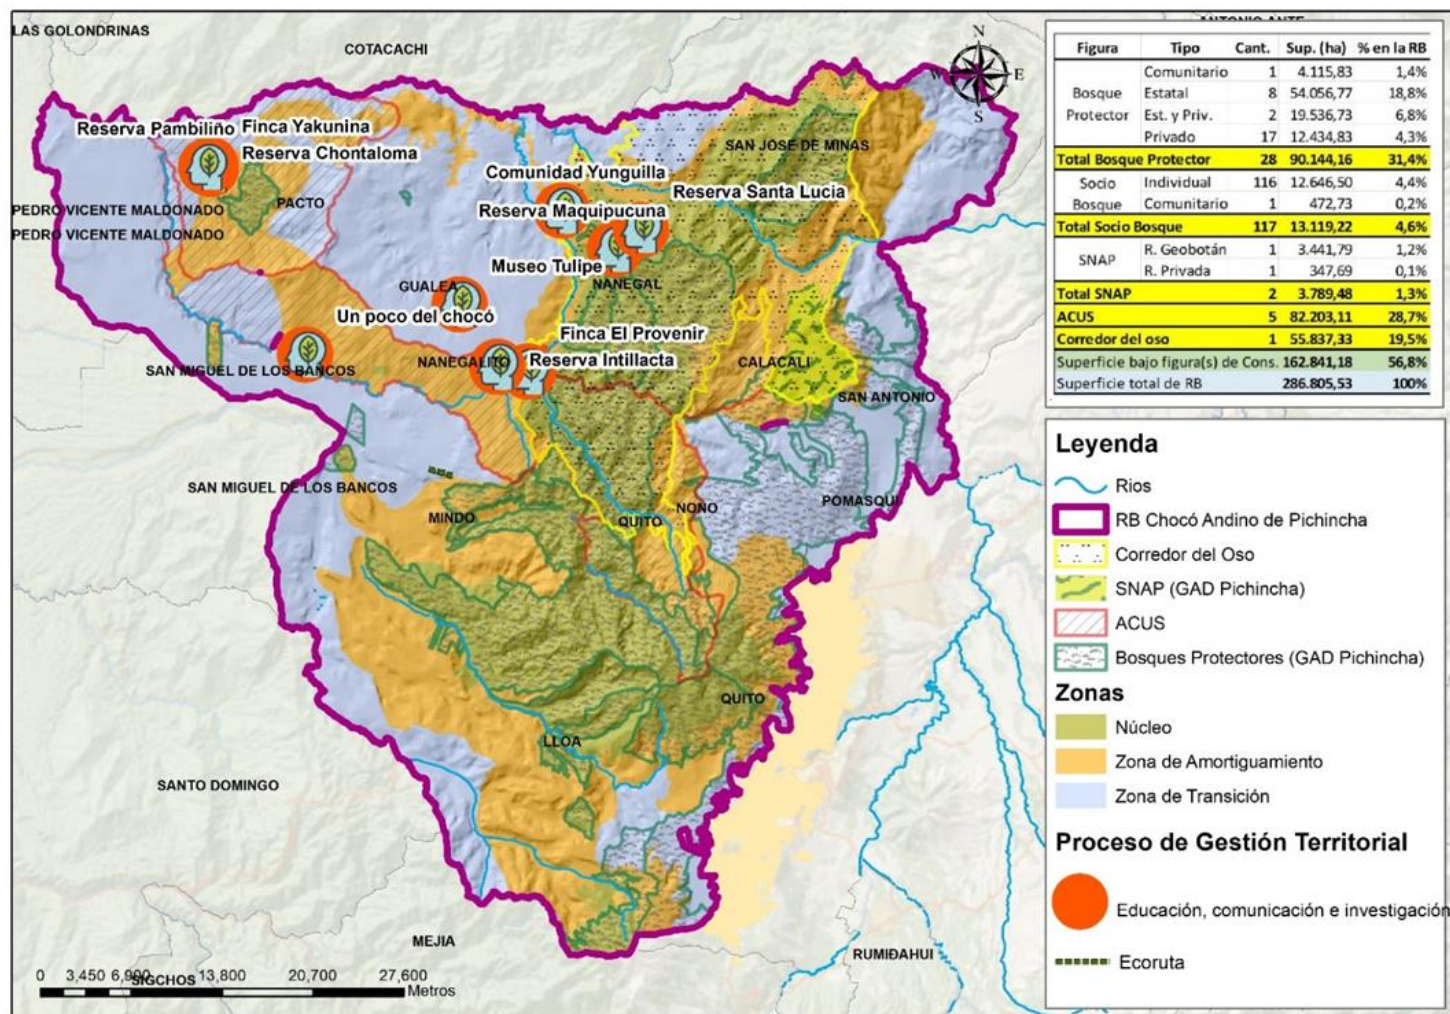 LAS GOLONDRINAS
COTACACHI
ANTONIO ANTE
N
W
E
S
Reserva Pambiliño
Finca Yakunina
Reserva Chontaloma
SAN JOSE DE MINAS
Comunidad Yunguilla
Reserva Santa Lucia
PEDRO VICENTE MALDONADO
PACTO
Reserva Maquipucuna
PEDRO VICENTE MALDONADO
Museo Tulipe
NANEGAL
GUALEA
Un poco del chocó
Finca El Provenir
SAN MIGUEL DE LOS BANCOS
NANEGALITO
Reserva Intillacta
CALACALI
SAN ANTONIO
SAN MIGUEL DE LOS BANCOS
MINDO
QUITO
NONO
POMASQUI
QUITO
LLOA
SANTO DOMINGO
MEJIA
RUMIÐAHUI
SIGCHOS
0 3,450 6,900 13,800 20,700 27,600
Metros
Figura Tipo Cant. Sup. (ha) % en la RB
Bosque Protector
Comunitario 1 4.115,83 1,4%
Estatal 8 54.056,77 18,8%
Est. y Priv. 2 19.536,73 6,8%
Privado 17 12.434,83 4,3%
Total Bosque Protector 28 90.144,16 31,4%
Socio Bosque
Individual 116 12.646,50 4,4%
Comunitario 1 472,73 0,2%
Total Socio Bosque 117 13.119,22 4,6%
SNAP
R. Geobotán 1 3.441,79 1,2%
R. Privada 1 347,69 0,1%
Total SNAP 2 3.789,48 1,3%
ACUS 5 82.203,11 28,7%
Corredor del oso 1 55.837,33 19,5%
Superficie bajo figura(s) de Cons. 162.841,18 56,8%
Superficie total de RB 286.805,53 100%
Leyenda
Rios
RB Chocó Andino de Pichincha
Corredor del Oso
SNAP (GAD Pichincha)
ACUS
Bosques Protectores (GAD Pichincha)
Zonas
Núcleo
Zona de Amortiguamiento
Zona de Transición
Proceso de Gestión Territorial
Educación, comunicación e investigación
Ecoruta